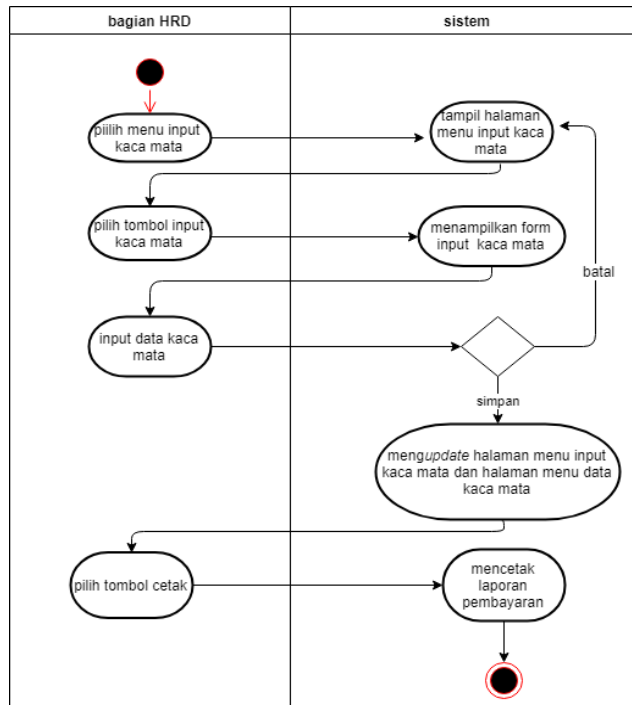 bagian HRD
sistem
piilih menu input
kaca mata
tampil halaman
menu input kaca
mata
pilih tombol input
kaca mata
menampilkan form
input kaca mata
batal
input data kaca
mata
simpan
mengupdate halaman menu input
kaca mata dan halaman menu data
kaca mata
pilih tombol cetak
mencetak
laporan
pembayaran